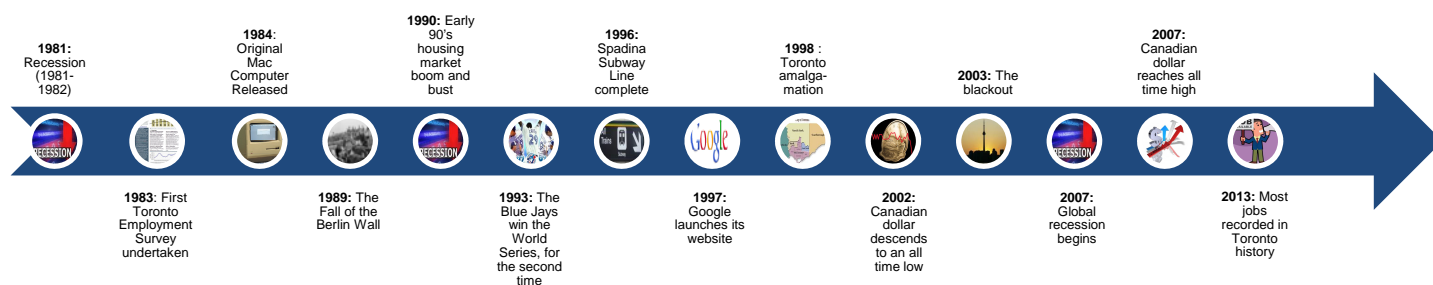 1981:
Recession
(1981-
1982)
1983: First
Toronto
Employment
Survey
undertaken
1984:
Original
Mac
Computer
Released
1989: The
Fall of the
Berlin Wall
1990: Early
90's
housing
market
boom and
bust
1993: The
Blue Jays
win the
World
Series, for
the second
time
1996:
Spadina
Subway
Line
complete
1997:
Google
launches its
website
1998 :
Toronto
amalga-
mation
2002:
Canadian
dollar
descends
to an all
time low
2003: The
blackout
2007:
Global
recession
begins
2007:
Canadian
dollar
reaches all
time high
2013: Most
jobs
recorded in
Toronto
history
RECESSION
RECESSION
29
Trains
Subway
Google
RECESSION